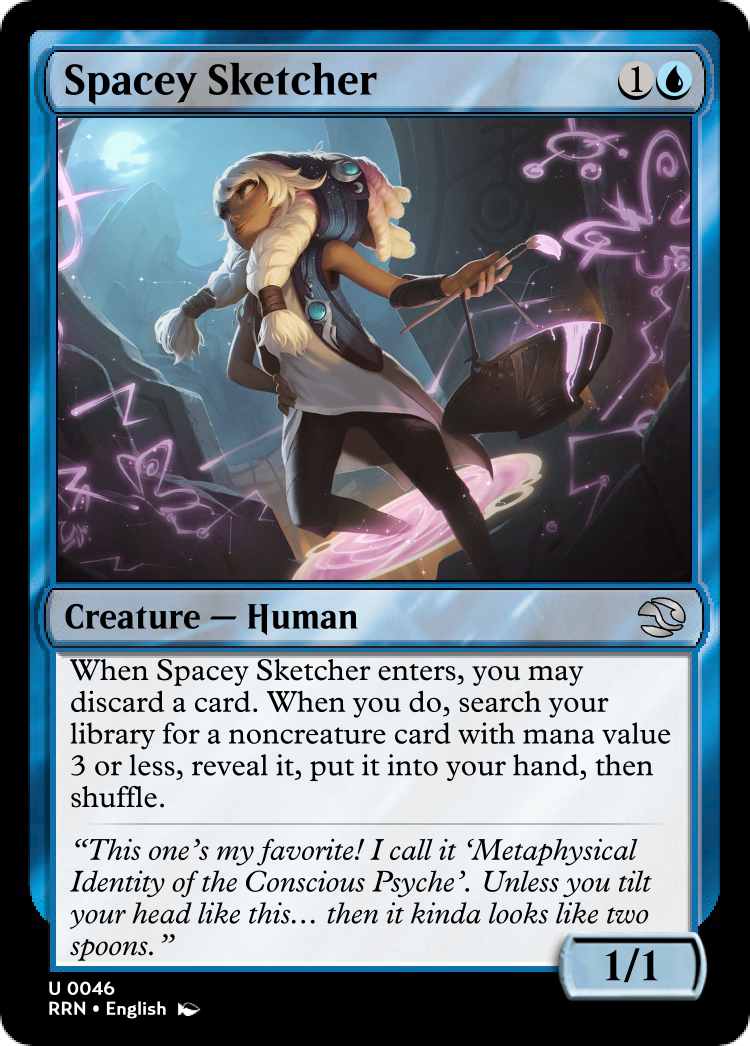 Spacey Sketcher
1
Creature — Human
When Spacey Sketcher enters, you may
discard a card. When you do, search your
library for a noncreature card with mana value
3 or less, reveal it, put it into your hand, then
shuffle.
“This one’s my favorite! I call it ‘Metaphysical
Identity of the Conscious Psyche’. Unless you tilt
your head like this… then it kinda looks like two
spoons.”
1/1
U 0046
RRN • English